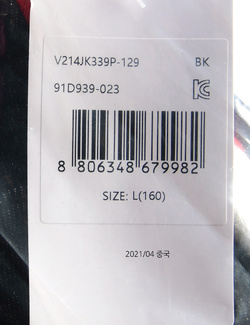 V214JK339P-129 BK
91D939-023
8 806348 679982
SIZE: L(160)
2021/04 중국